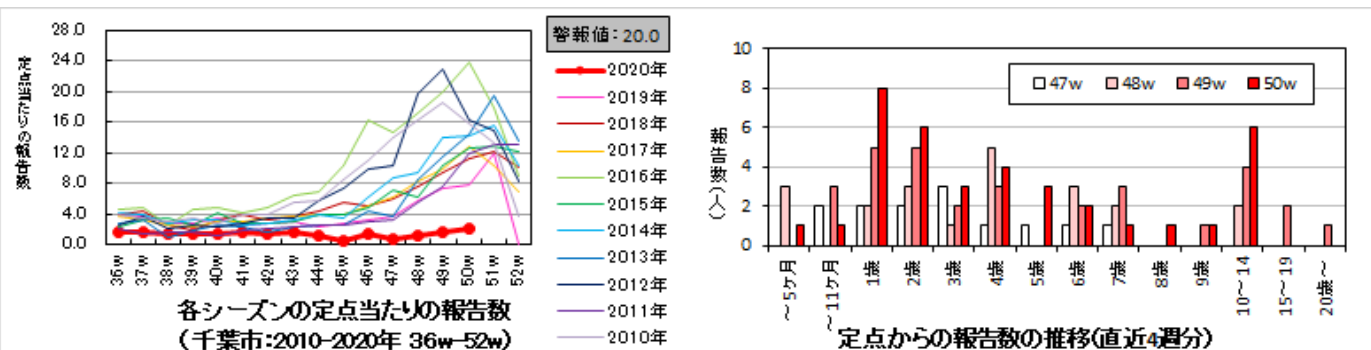 28.0
24.0
20.0
16.0
12.0
8.0
4.0
0.0
定点当たりの報告数
36w 37w 38w 39w 40w 41w 42w 43w 44w 45w 46w 47w 48w 49w 50w 51w 52w
各シーズンの定点当たりの報告数
(千葉市:2010-2020年 36w-52w)
警報値: 20.0
2020年
2019年
2018年
2017年
2016年
2015年
2014年
2013年
2012年
2011年
2010年
10
8
6
4
2
0
報告数(人)
47w 48w 49w 50w
~5ヶ月 ~11ヶ月 1歳 2歳 3歳 4歳 5歳 6歳 7歳 8歳 9歳 10~14 15~19 20歳~
定点からの報告数の推移(直近4週分)